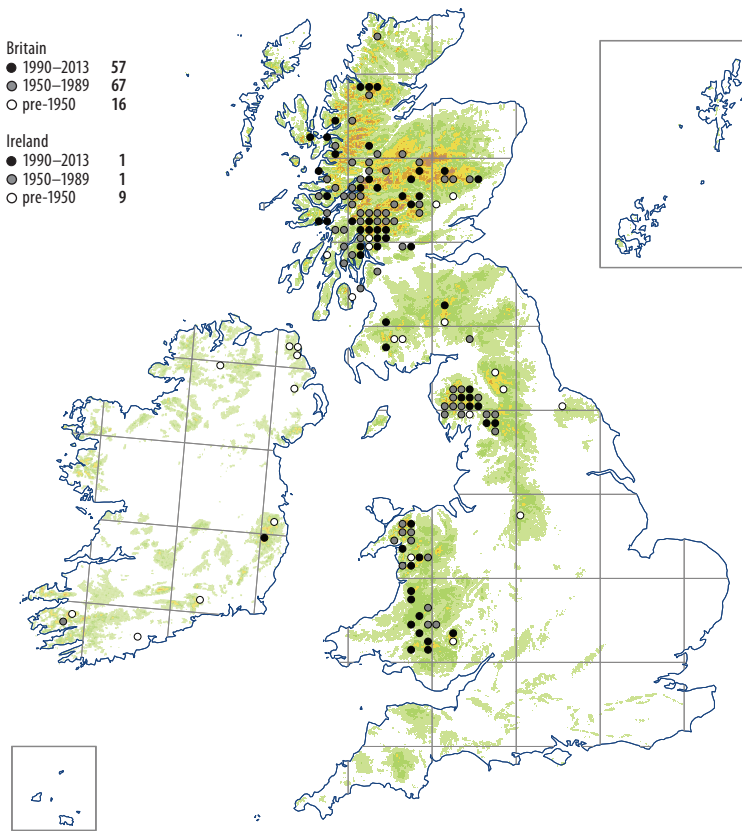 Britain
1990–2013 57
1950–1989 67
pre-1950 16
Ireland
1990–2013 1
1950–1989 1
pre-1950 9